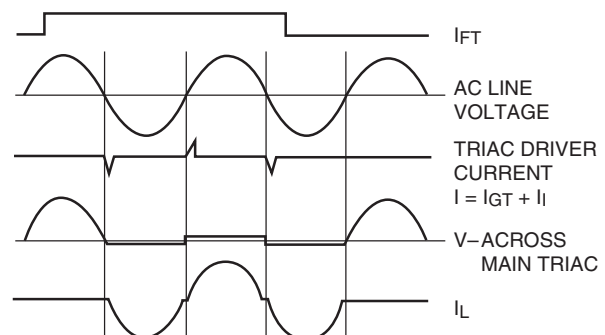 IFT
AC LINE
VOLTAGE
TRIAC DRIVER
CURRENT
I = IGT + II
V– ACROSS
MAIN TRIAC
IL